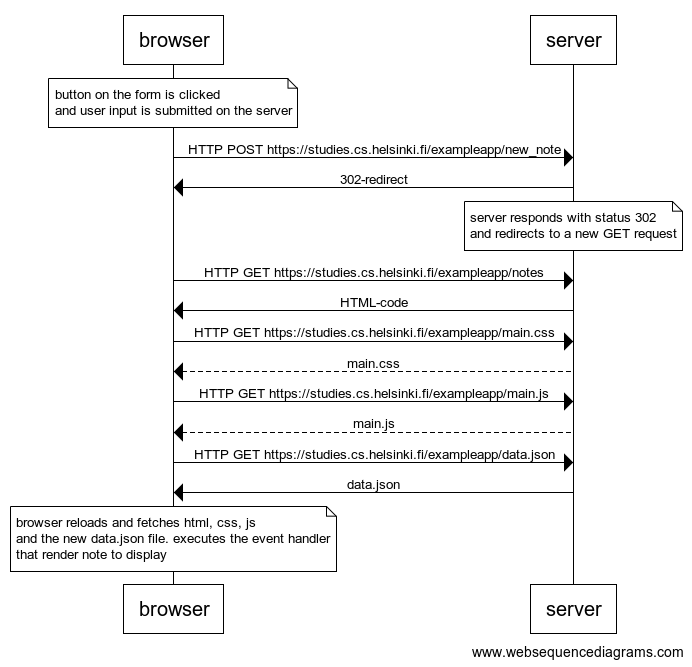 browser
server
button on the form is clicked
and user input is submitted on the server
HTTP POST https://studies.cs.helsinki.fi/exampleapp/new_note
302-redirect
server responds with status 302
and redirects to a new GET request
HTTP GET https://studies.cs.helsinki.fi/exampleapp/notes
HTML-code
HTTP GET https://studies.cs.helsinki.fi/exampleapp/main.css
main.css
HTTP GET https://studies.cs.helsinki.fi/exampleapp/main.js
main.js
HTTP GET https://studies.cs.helsinki.fi/exampleapp/data.json
data.json
browser reloads and fetches html, css, js
and the new data.json file. executes the event handler
that render note to display
browser
server
www.websequencediagrams.com